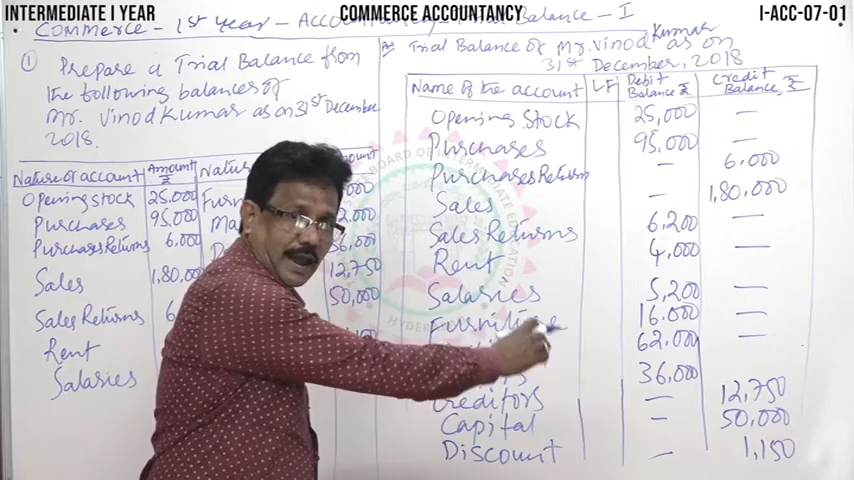 INTERMEDIATE I YEAR
COMMERCE ACCOUNTANCY
I-ACC-07-01
Commerce - 1st year - Trial Balance - I
① Prepare a Trial Balance from
the following balances of
Mr. Vinod Kumar as on 31st December
2018.
Nature of account Amount ₹
Opening stock 25,000
Purchases 95,000
Purchases Returns 6,000
Sales 1,80,000
Sales Returns
Rent
Salaries
12,750
50,000
Trial Balance of Mr. Vinod Kumar as on
31st December, 2018
Name of the account LF Debit Balance ₹ Credit Balance, ₹
Opening Stock 25,000 —
Purchases 95,000 —
Purchases Return — 6,000
Sales — 1,80,000
Sales Returns 6,200 —
Rent 4,000 —
Salaries 5,200 —
Furniture 16,000 —
62,000 —
36,000
Creditors — 12,750
Capital — 50,000
Discount — 1,150
HYDERABAD